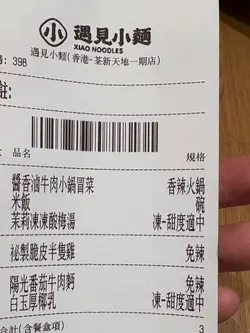 小 遇見小麵
XIAO NOODLES
遇見小麵(香港-荃新天地一期店)
: 39B
註:
品名 規格
醬香滷牛肉小鍋冒菜 香辣火鍋
米飯 碗
茉莉凍凍酸梅湯 凍-甜度適中
祕製脆皮半隻雞 免辣
陽光番茄牛肉麵 免辣
白玉厚椰乳 凍-甜度適中
合計(含餐盒項) 3